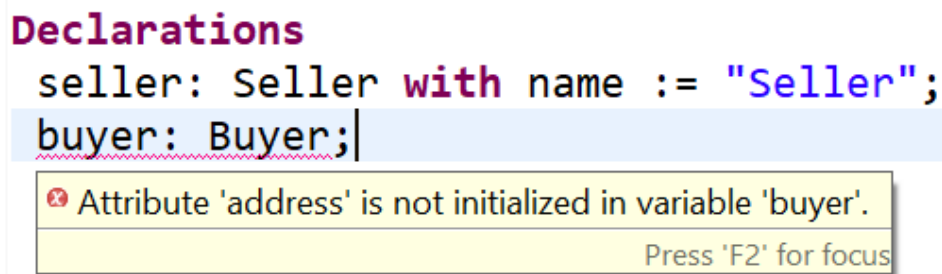 Declarations
seller: Seller with name := "Seller";
buyer: Buyer;
Attribute 'address' is not initialized in variable 'buyer'.
Press 'F2' for focus